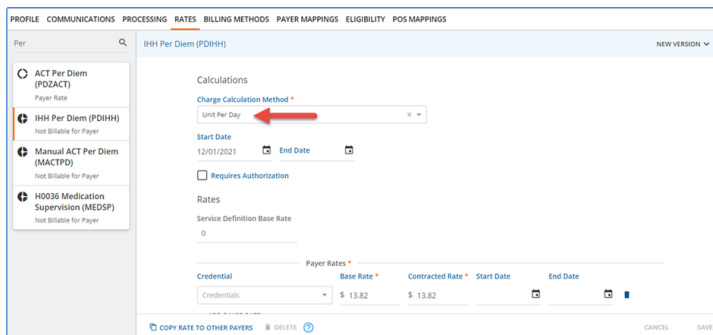 PROFILE COMMUNICATIONS PROCESSING RATES BILLING METHODS PAYER MAPPINGS ELIGIBILITY POS MAPPINGS
Per
IHH Per Diem (PDIHH)
NEW VERSION
ACT Per Diem
(PDZACT)
Payer Rate
IHH Per Diem (PDIHH)
Not Billable for Payer
Manual ACT Per Diem
(MACTPD)
Not Billable for Payer
H0036 Medication
Supervision (MEDSP)
Not Billable for Payer
Calculations
Charge Calculation Method *
Unit Per Day
Start Date
12/01/2021
End Date
Requires Authorization
Rates
Service Definition Base Rate
0
Payer Rates *
Credential Base Rate * Contracted Rate * Start Date End Date
Credentials $ 13.82 $ 13.82
COPY RATE TO OTHER PAYERS DELETE ? CANCEL SAVE